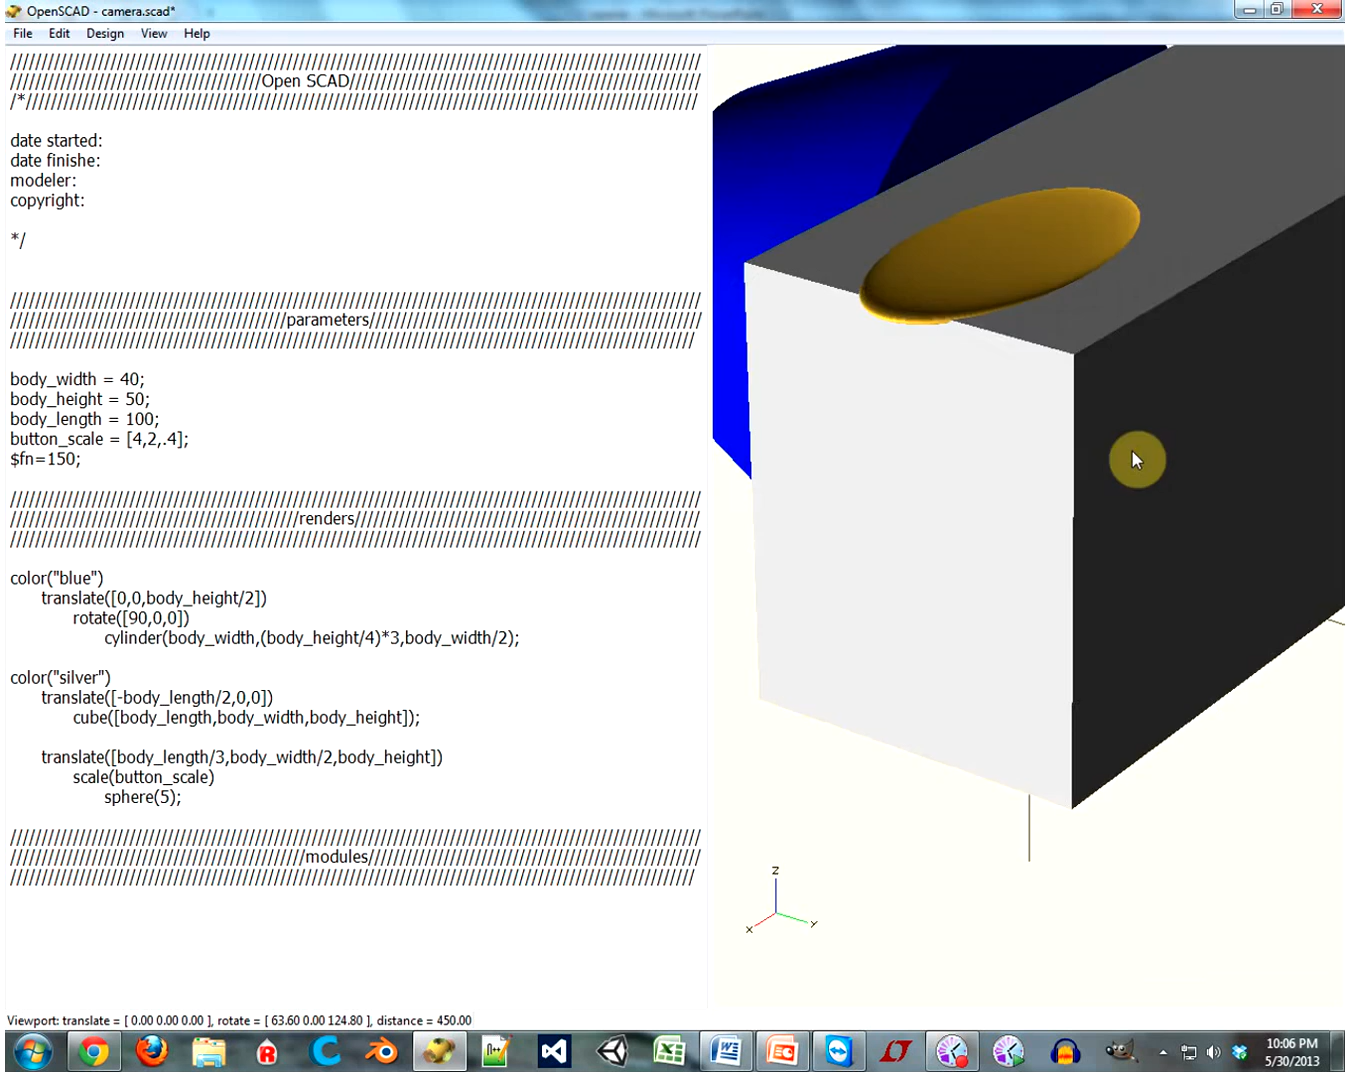 OpenSCAD - camera.scad*
File Edit Design View Help
//////////////////////////////////////////////////////////////////////////////////////////////////////////////
////////////////////////////////////////Open SCAD////////////////////////////////////////////////////////
/*///////////////////////////////////////////////////////////////////////////////////////////////////////////
date started:
date finishe:
modeler:
copyright:
*/
//////////////////////////////////////////////////////////////////////////////////////////////////////////////
////////////////////////////////////////////parameters/////////////////////////////////////////////////////
/////////////////////////////////////////////////////////////////////////////////////////////////////////////
body_width = 40;
body_height = 50;
body_length = 100;
button_scale = [4,2,.4];
$fn=150;
//////////////////////////////////////////////////////////////////////////////////////////////////////////////
//////////////////////////////////////////////renders///////////////////////////////////////////////////////
//////////////////////////////////////////////////////////////////////////////////////////////////////////////
color("blue")
translate([0,0,body_height/2])
rotate([90,0,0])
cylinder(body_width,(body_height/4)*3,body_width/2);
color("silver")
translate([-body_length/2,0,0])
cube([body_length,body_width,body_height]);
translate([body_length/3,body_width/2,body_height])
scale(button_scale)
sphere(5);
//////////////////////////////////////////////////////////////////////////////////////////////////////////////
///////////////////////////////////////////////modules/////////////////////////////////////////////////////
/////////////////////////////////////////////////////////////////////////////////////////////////////////////
z
x
y
Viewport: translate = [ 0.00 0.00 0.00 ], rotate = [ 63.60 0.00 124.80 ], distance = 450.00
10:06 PM
5/30/2013